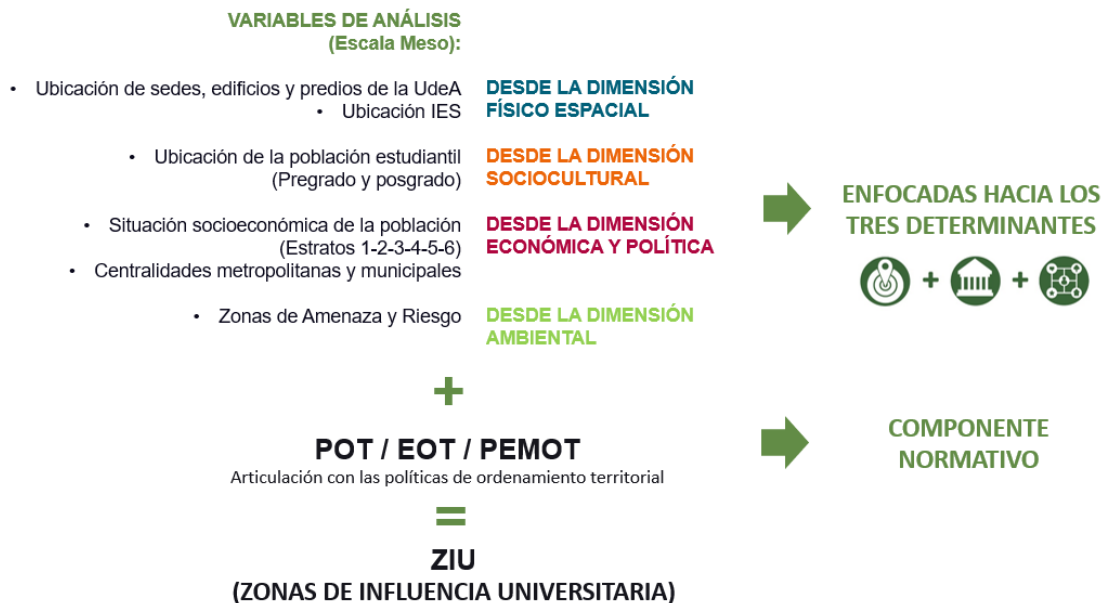 VARIABLES DE ANÁLISIS
(Escala Meso):
• Ubicación de sedes, edificios y predios de la UdeA
• Ubicación IES
DESDE LA DIMENSIÓN
FÍSICO ESPACIAL
• Ubicación de la población estudiantil
(Pregrado y posgrado)
DESDE LA DIMENSIÓN
SOCIOCULTURAL
• Situación socioeconómica de la población
(Estratos 1-2-3-4-5-6)
• Centralidades metropolitanas y municipales
DESDE LA DIMENSIÓN
ECONÓMICA Y POLÍTICA
• Zonas de Amenaza y Riesgo
DESDE LA DIMENSIÓN
AMBIENTAL
ENFOCADAS HACIA LOS
TRES DETERMINANTES
+ +
+
POT / EOT / PEMOT
Articulación con las políticas de ordenamiento territorial
COMPONENTE
NORMATIVO
=
ZIU
(ZONAS DE INFLUENCIA UNIVERSITARIA)